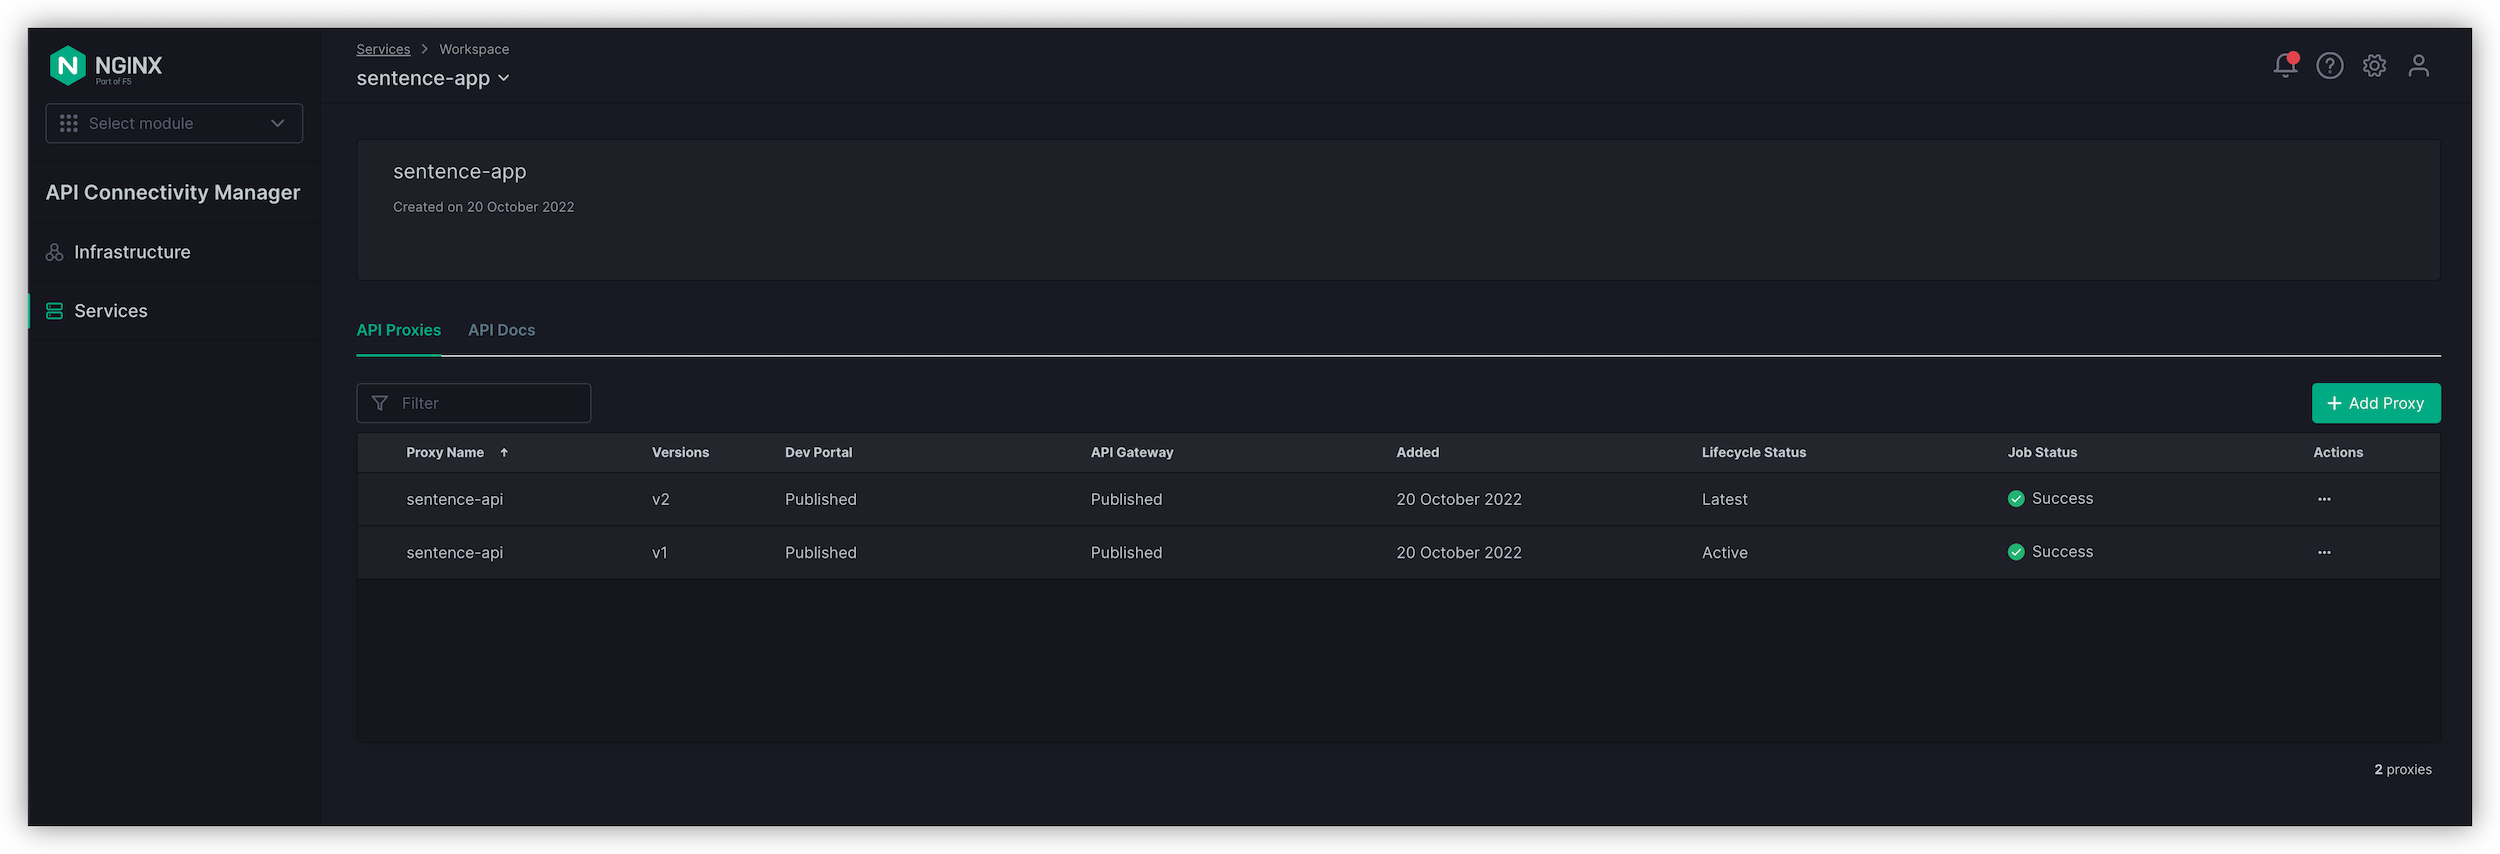 NGINX
Part of F5
Select module
API Connectivity Manager
Infrastructure
Services
Services > Workspace
sentence-app
sentence-app
Created on 20 October 2022
API Proxies API Docs
Filter
+ Add Proxy
Proxy Name ↑ Versions Dev Portal API Gateway Added Lifecycle Status Job Status Actions
sentence-api v2 Published Published 20 October 2022 Latest Success ...
sentence-api v1 Published Published 20 October 2022 Active Success ...
2 proxies